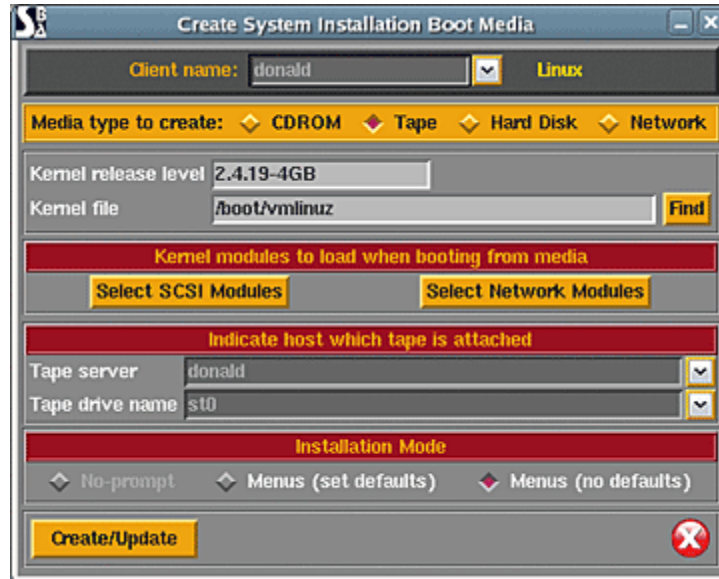 SBA Create System Installation Boot Media
Client name: donald Linux
Media type to create: CDROM Tape Hard Disk Network
Kernel release level 2.4.19-4GB
Kernel file /boot/vmlinuz Find
Kernel modules to load when booting from media
Select SCSI Modules Select Network Modules
Indicate host which tape is attached
Tape server donald
Tape drive name st0
Installation Mode
No-prompt Menus (set defaults) Menus (no defaults)
Create/Update